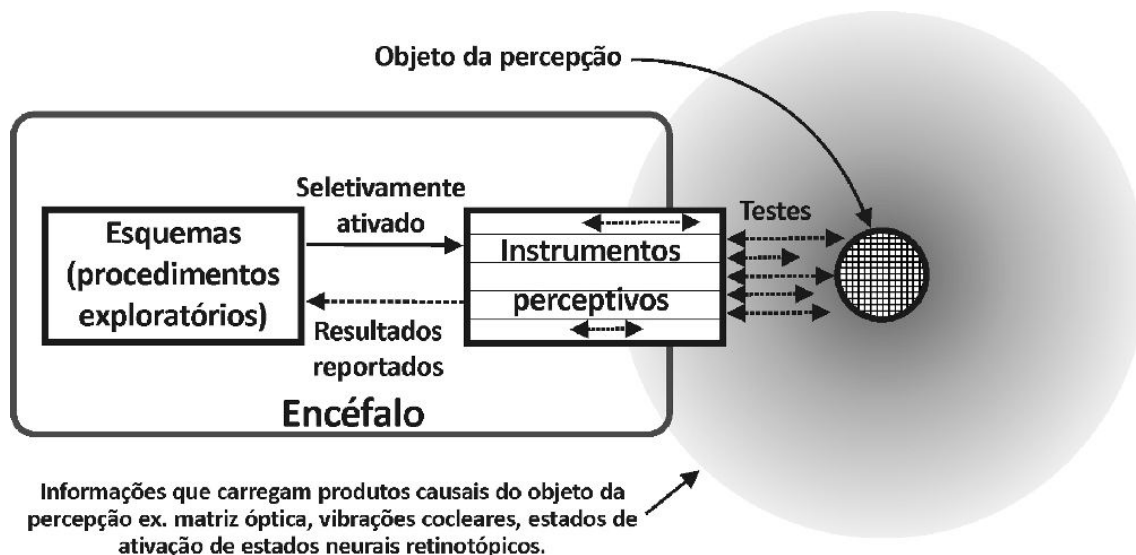 Objeto da percepção
Seletivamente
ativado
Testes
Esquemas
(procedimentos
exploratórios)
Instrumentos
perceptivos
Resultados
reportados
Encéfalo
Informações que carregam produtos causais do objeto da
percepção ex. matriz óptica, vibrações cocleares, estados de
ativação de estados neurais retinotópicos.